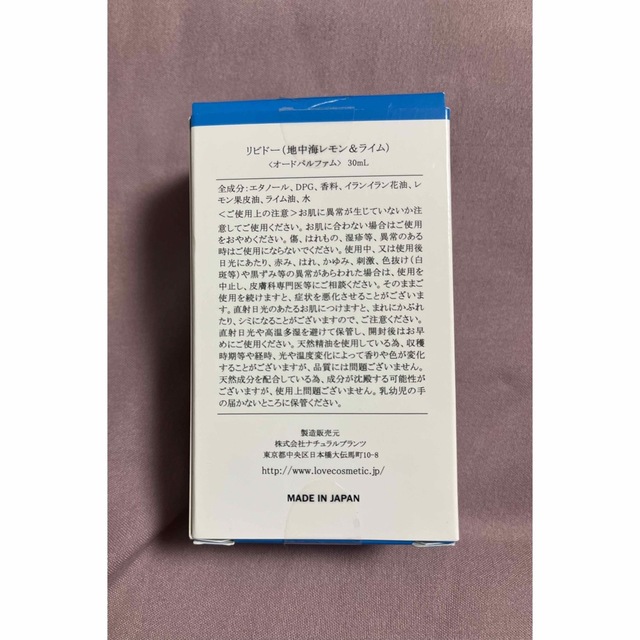 リビドー(地中海レモン&ライム)
〈オードパルファム〉 30mL
全成分:エタノール、DPG、香料、イランイラン花油、レ
モン果皮油、ライム油、水
<ご使用上の注意>お肌に異常が生じていないか注
意してご使用ください。お肌に合わない場合はご使用
をおやめください。傷、はれもの、湿疹等、異常のある
時はご使用にならないでください。使用中、又は使用後
日光にあたり、赤み、はれ、かゆみ、刺激、色抜け(白
斑等)や黒ずみ等の異常があらわれた場合は、使用を
中止し、皮膚科専門医等にご相談ください。そのままご
使用を続けますと、症状を悪化させることがございま
す。直射日光のあたるお肌につけますと、まれにかぶれ
たり、シミになることがございますので、ご注意ください。
直射日光や高温多湿を避けて保管し、開封後はお早
めにご使用ください。天然精油を使用している為、収穫
時期等や経時、光や温度変化によって香りや色が変化
することがございますが、品質には問題ございません。
天然成分を配合している為、成分が沈殿する可能性が
ございますが、使用上問題ございません。乳幼児の手
の届かないところに保管ください。
製造販売元
株式会社ナチュラルプランツ
東京都中央区日本橋大伝馬町10-8
http://www.lovecosmetic.jp/
MADE IN JAPAN